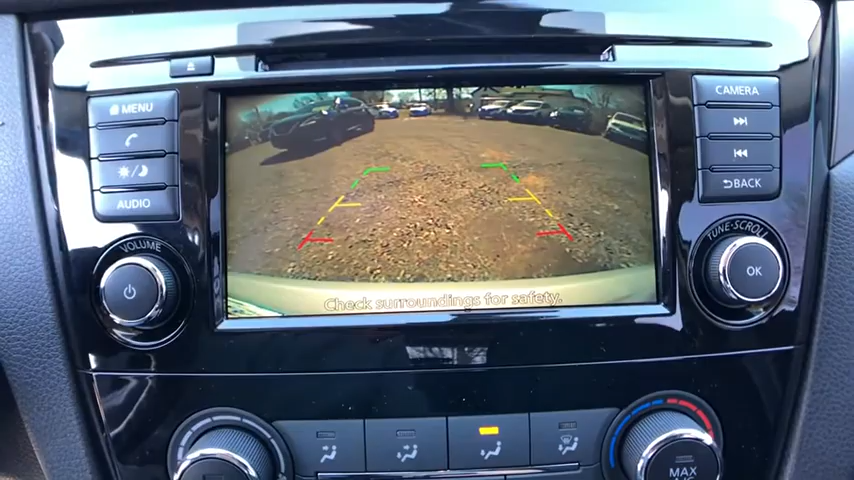 MENU
CAMERA
AUDIO
BACK
VOLUME
TUNE·SCROLL
OK
Check surroundings for safety.
MAX
A/C